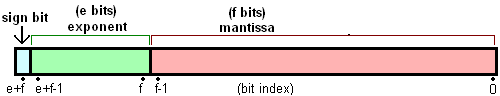 sign bit
(e bits)
exponent
(f bits)
mantissa
e+f
e+f-1
f
f-1
(bit index)
0